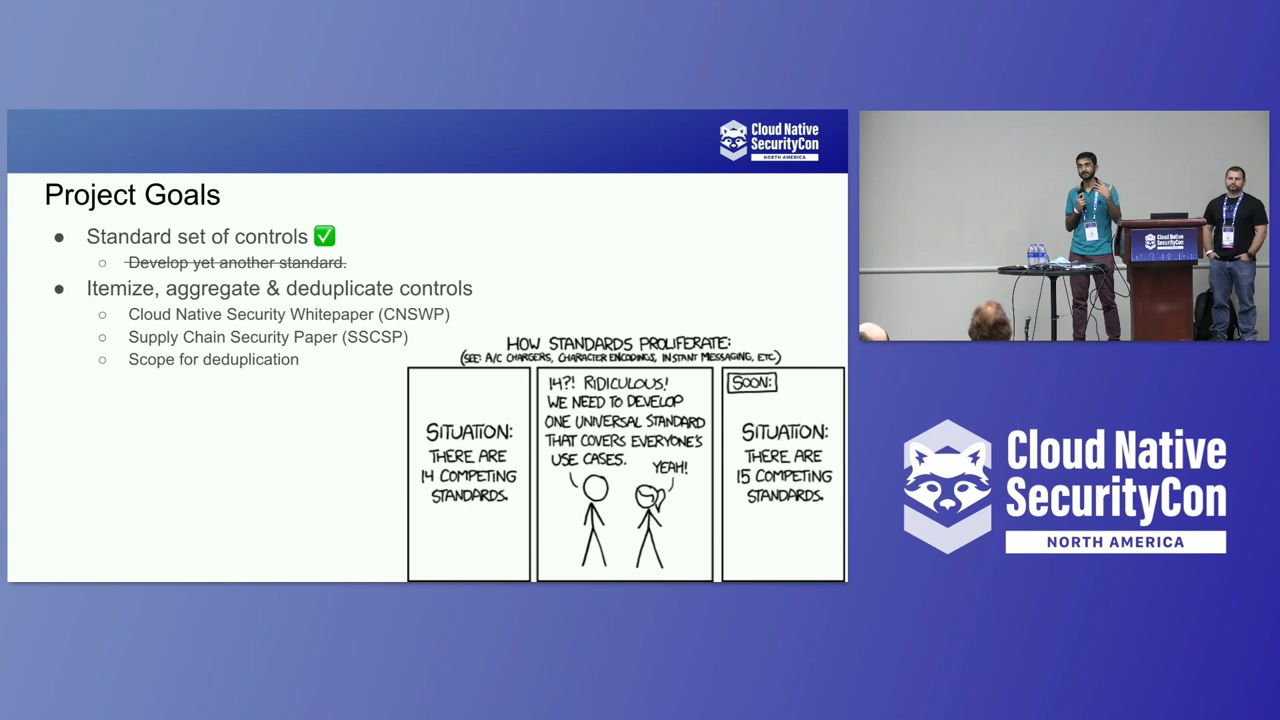 Cloud Native
SecurityCon
NORTH AMERICA
Project Goals
● Standard set of controls ✅
○ Develop yet another standard.
● Itemize, aggregate & deduplicate controls
○ Cloud Native Security Whitepaper (CNSWP)
○ Supply Chain Security Paper (SSCSP)
○ Scope for deduplication
HOW STANDARDS PROLIFERATE:
(SEE: A/C CHARGERS, CHARACTER ENCODINGS, INSTANT MESSAGING, ETC.)
SITUATION:
THERE ARE
14 COMPETING
STANDARDS.
14?! RIDICULOUS!
WE NEED TO DEVELOP
ONE UNIVERSAL STANDARD
THAT COVERS EVERYONE'S
USE CASES.
YEAH!
SOON:
SITUATION:
THERE ARE
15 COMPETING
STANDARDS.
Cloud Native
SecurityCon
Cloud Native
SecurityCon
NORTH AMERICA